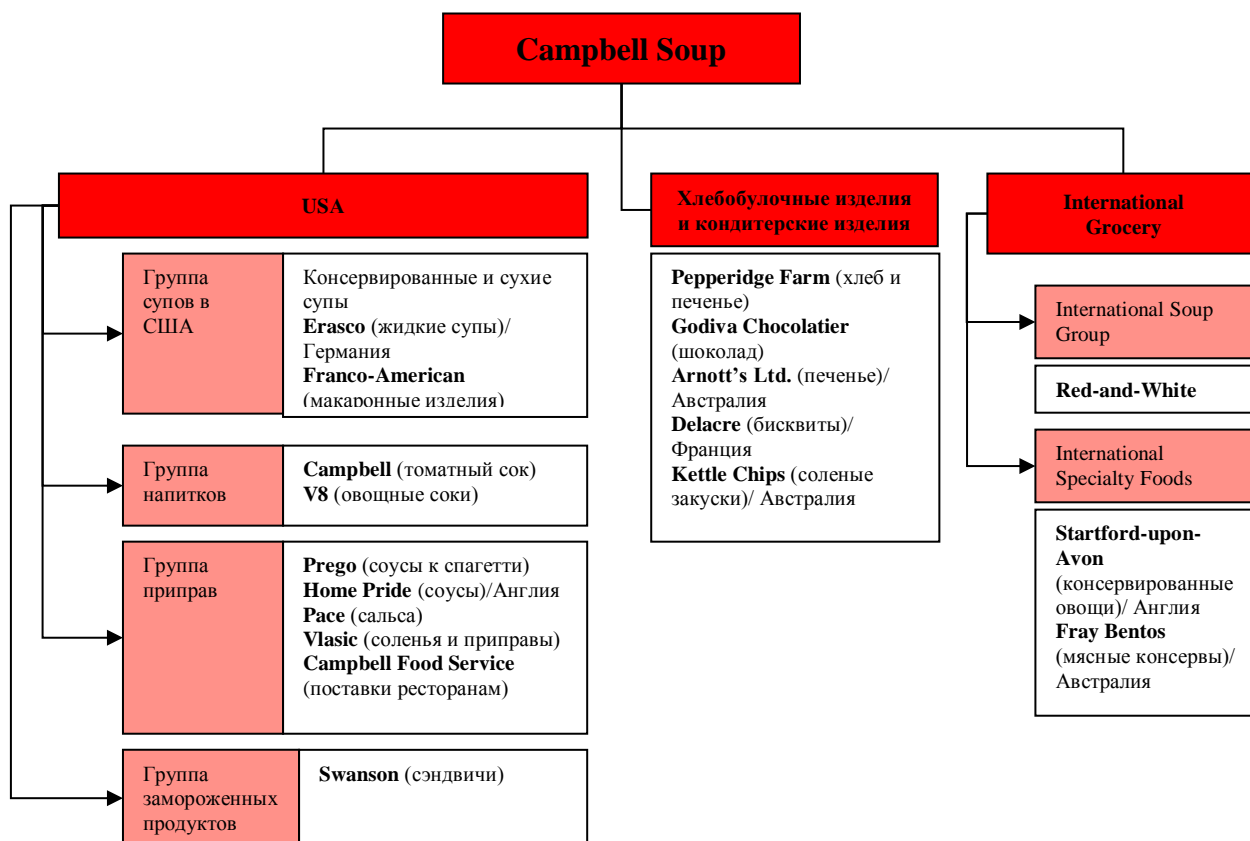 Campbell Soup
USA
Группа
супов в
США
Консервированные и сухие
супы
Erasco (жидкие супы)/
Германия
Franco-American
(макаронные изделия)
Группа
напитков
Campbell (томатный сок)
V8 (овощные соки)
Группа
приправ
Prego (соусы к спагетти)
Home Pride (соусы)/Англия
Pace (сальса)
Vlasic (соленья и приправы)
Campbell Food Service
(поставки ресторанам)
Группа
замороженных
продуктов
Swanson (сэндвичи)
Хлебобулочные изделия
и кондитерские изделия
Pepperidge Farm (хлеб и
печенье)
Godiva Chocolatier
(шоколад)
Arnott’s Ltd. (печенье)/
Австралия
Delacre (бисквиты)/
Франция
Kettle Chips (соленые
закуски)/ Австралия
International
Grocery
International Soup
Group
Red-and-White
International
Specialty Foods
Startford-upon-
Avon
(консервированные
овощи)/ Англия
Fray Bentos
(мясные консервы)/
Австралия